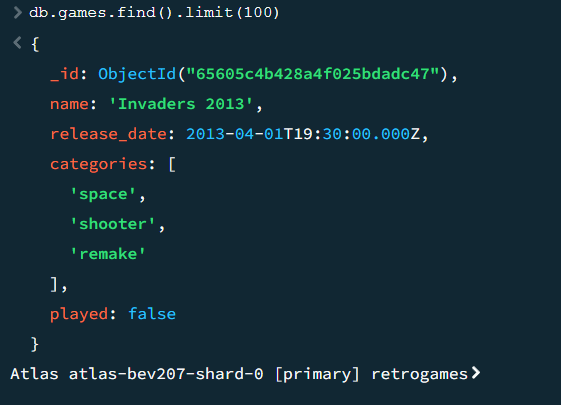 > db.games.find().limit(100)
< {
_id: ObjectId("65605c4b428a4f025bdadc47"),
name: 'Invaders 2013',
release_date: 2013-04-01T19:30:00.000Z,
categories: [
'space',
'shooter',
'remake'
],
played: false
}
Atlas atlas-bev207-shard-0 [primary] retrogames>